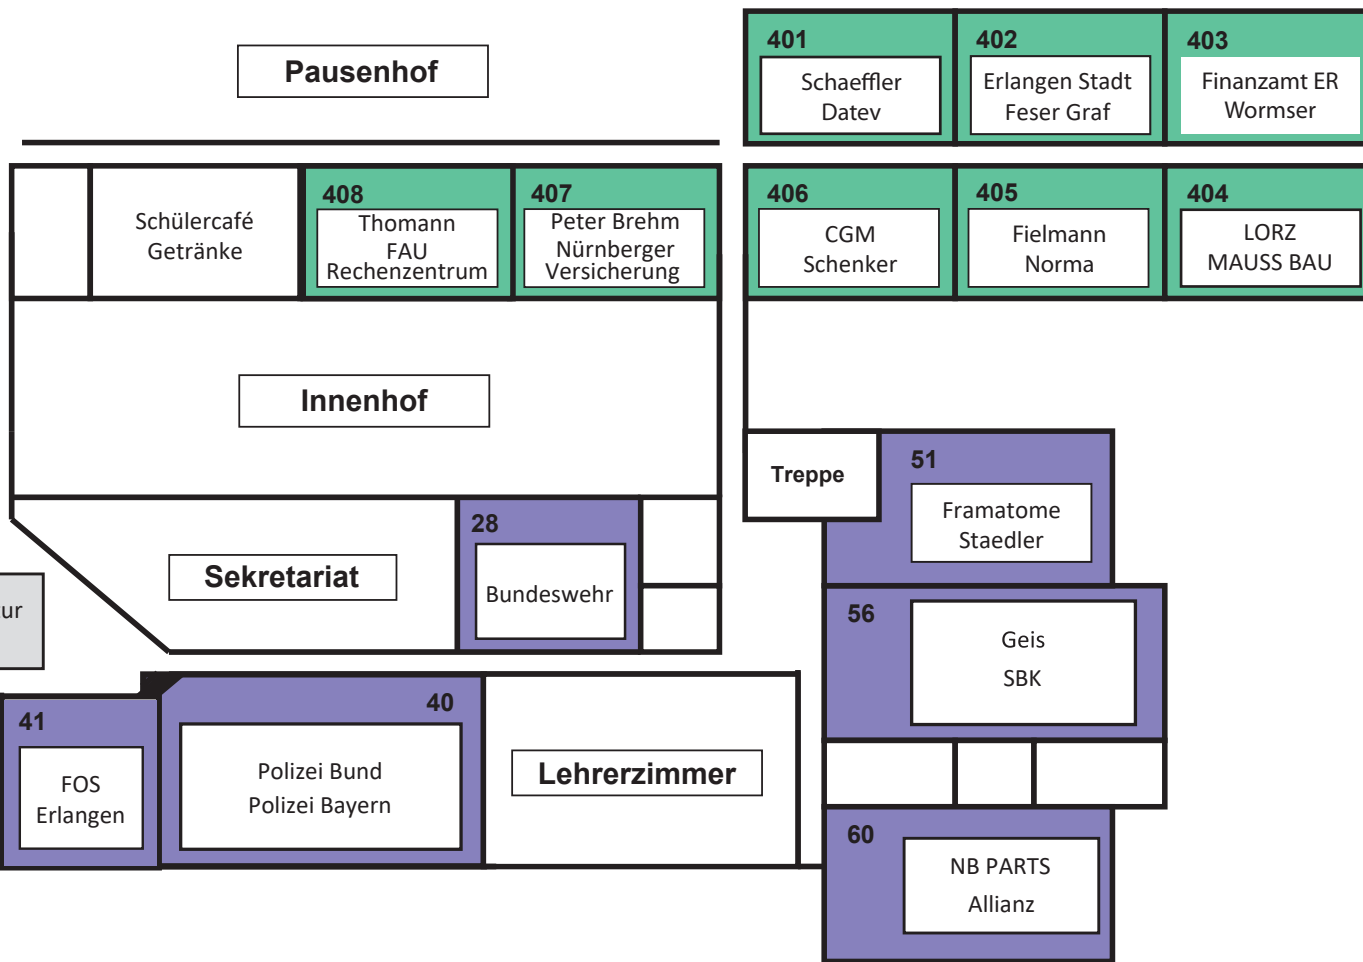 Pausenhof
401
Schaeffler
Datev
402
Erlangen Stadt
Feser Graf
403
Finanzamt ER
Wormser
Schülercafé
Getränke
408
Thomann
FAU
Rechenzentrum
407
Peter Brehm
Nürnberger
Versicherung
406
CGM
Schenker
405
Fielmann
Norma
404
LORZ
MAUSS BAU
Innenhof
Treppe
51
Framatome
Staedler
Sekretariat
28
Bundeswehr
ur
56
Geis
SBK
41
FOS
Erlangen
40
Polizei Bund
Polizei Bayern
Lehrerzimmer
60
NB PARTS
Allianz